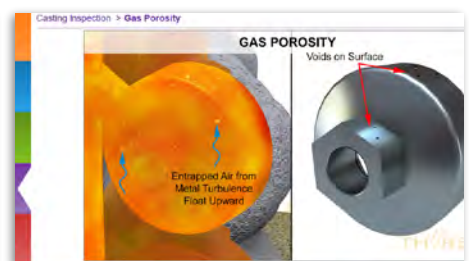 Casting Inspection > Gas Porosity
GAS POROSITY
Voids on Surface
Entrapped Air from
Metal Turbulence
Float Upward